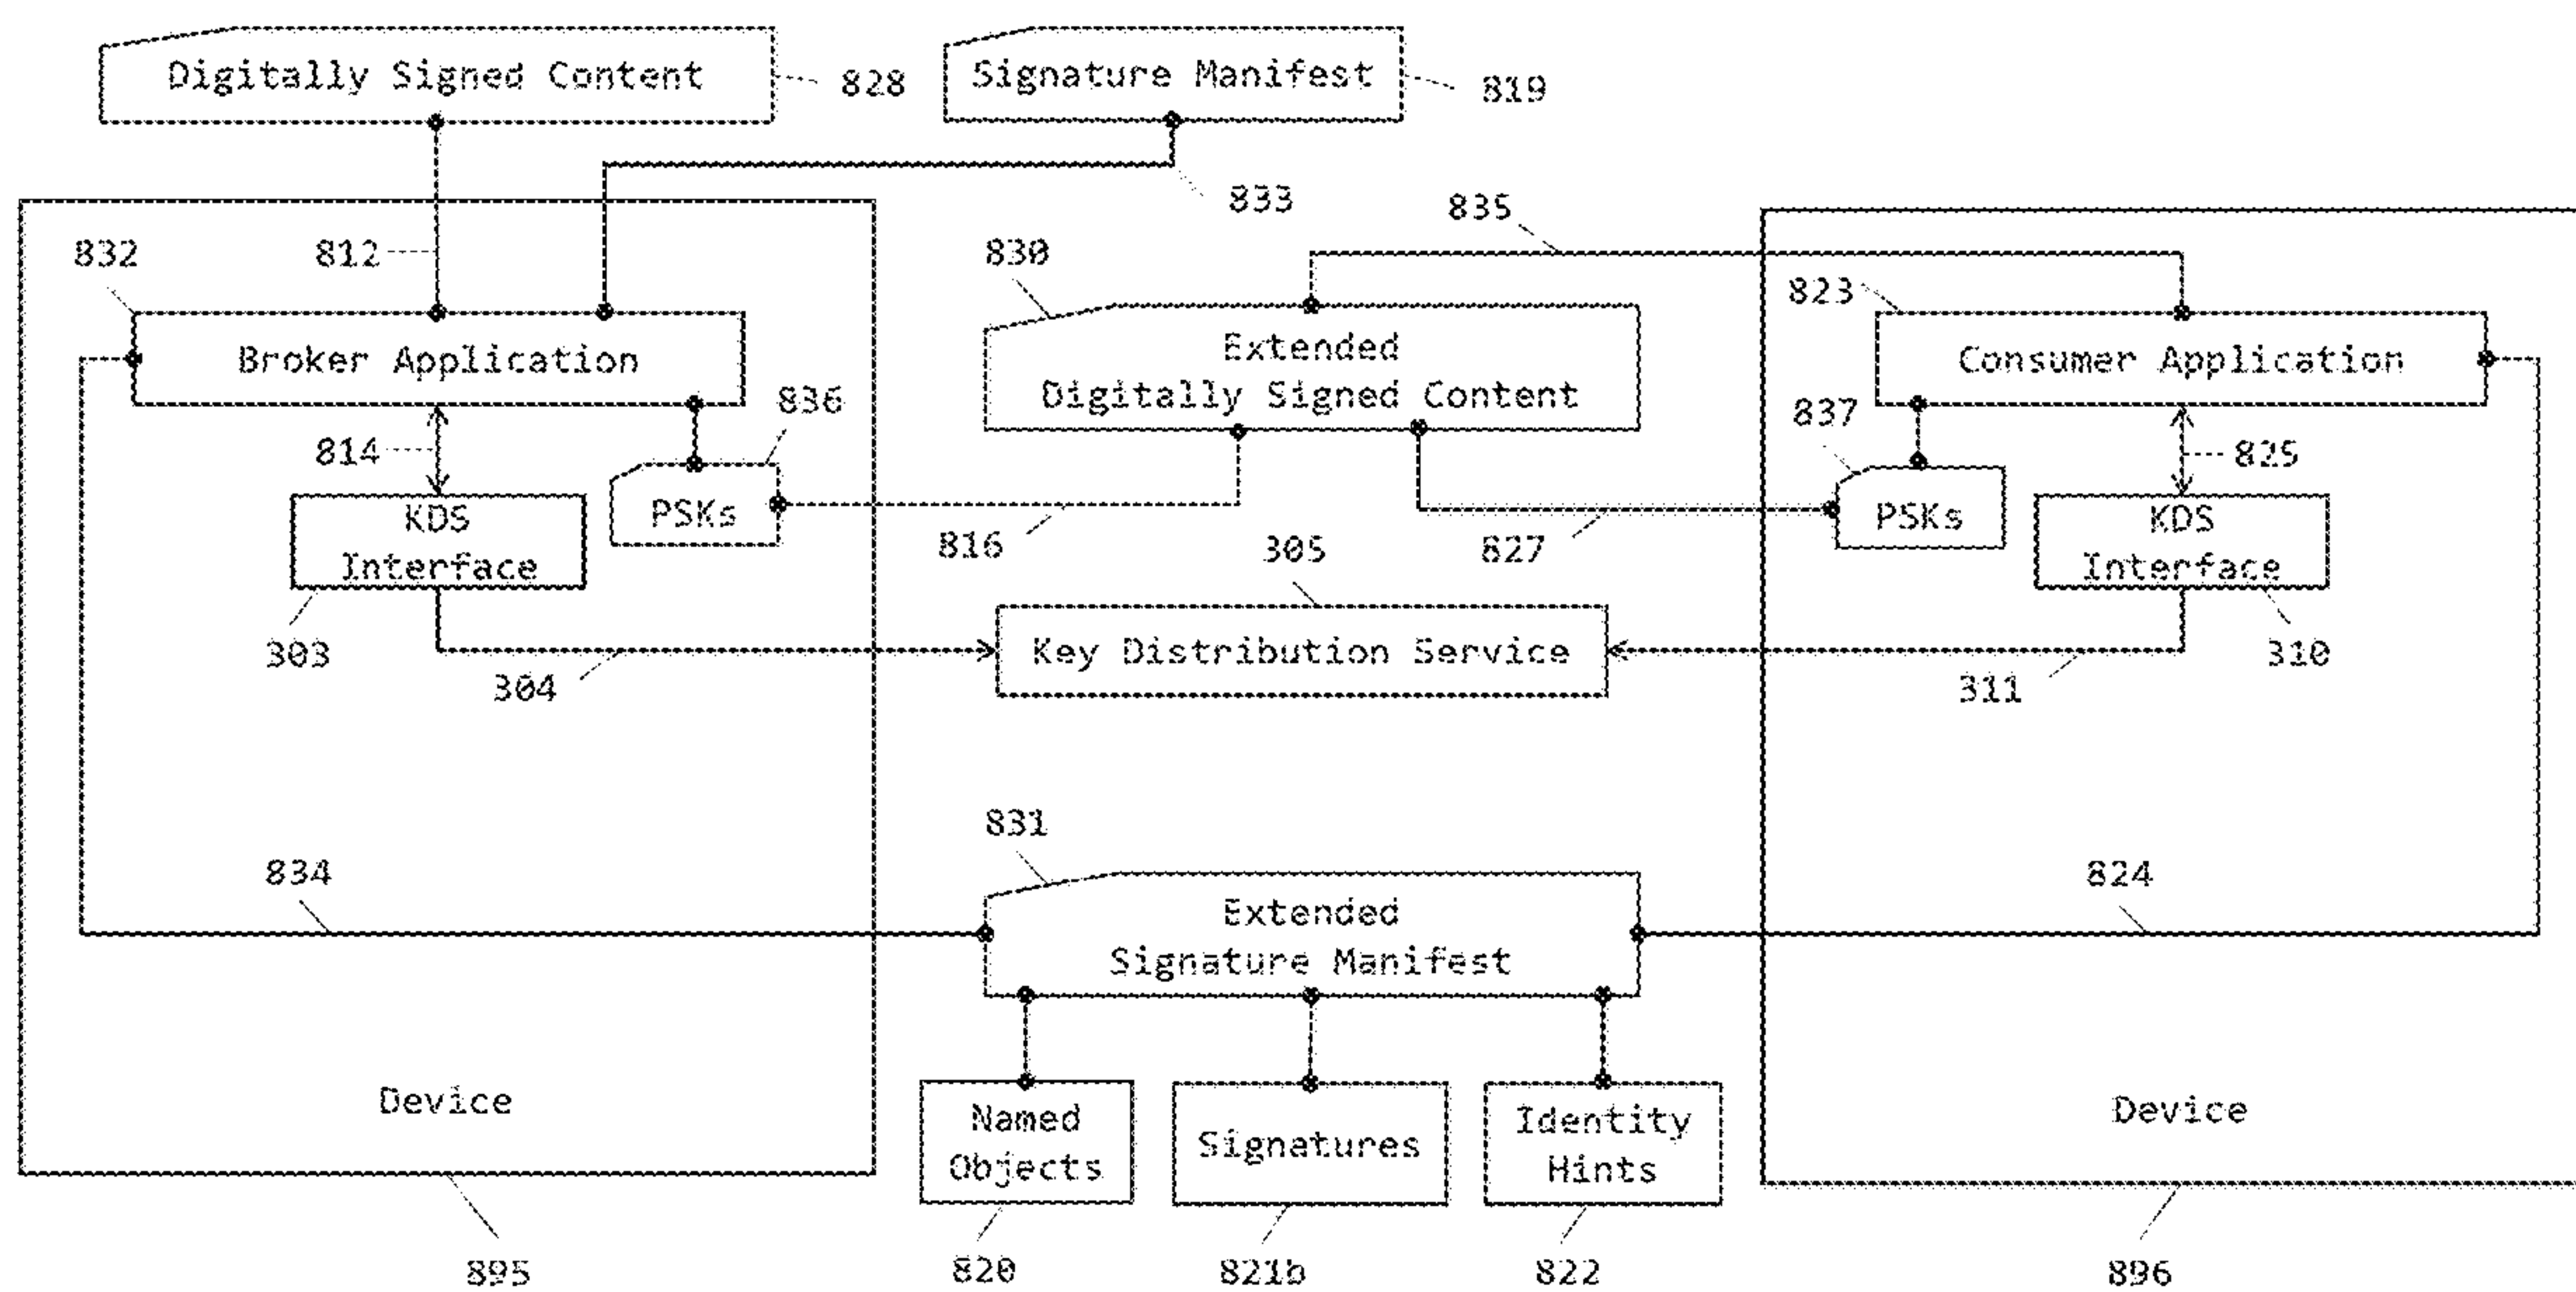 Digitally Signed Content
828
Signature Manifest
819
833
835
832
812
830
823
Broker Application
Extended
Digitally Signed Content
Consumer Application
836
837
814
825
KDS
Interface
PSKs
816
827
PSKs
KDS
Interface
305
303
304
Key Distribution Service
311
310
831
834
824
Extended
Signature Manifest
Device
Device
Named
Objects
Signatures
Identity
Hints
895
820
821b
822
896